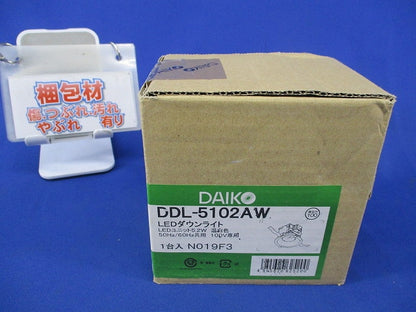 梱包材
傷つぶれ汚れ
やぶれ 有り
DAIKO
DDL-5102AW
LEDダウンライト
LEDユニット5.2W 温白色
50Hz/60Hz共用 100V専用
1台入 N019F3